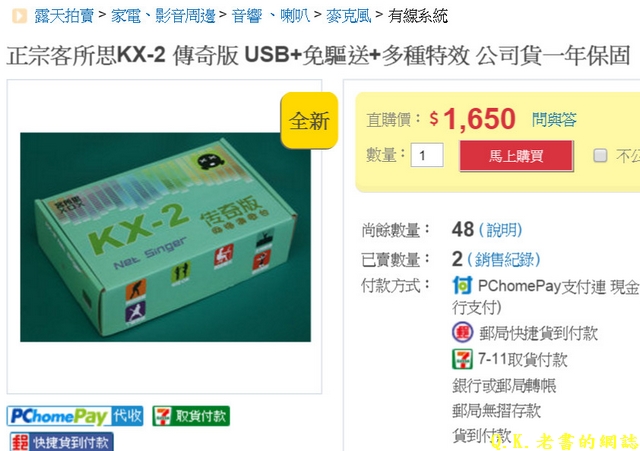 露天拍賣 > 家電、影音周邊 > 音響、喇叭 > 麥克風 > 有線系統
正宗客所思KX-2 傳奇版 USB+免驅送+多種特效 公司貨一年保固
全新
KX-2 传奇版
Net Singer
直購價：$1,650 問與答
數量：1 馬上購買 不公
尚餘數量：48 (說明)
已賣數量：2 (銷售紀錄)
付款方式：付 PChomePay支付連 現金
行支付)
郵 郵局快捷貨到付款
7 7-11取貨付款
銀行或郵局轉帳
郵局無摺存款
貨到付款
PChomePay 代收 7 取貨付款
郵 快捷貨到付款
Q.K.老書的網誌